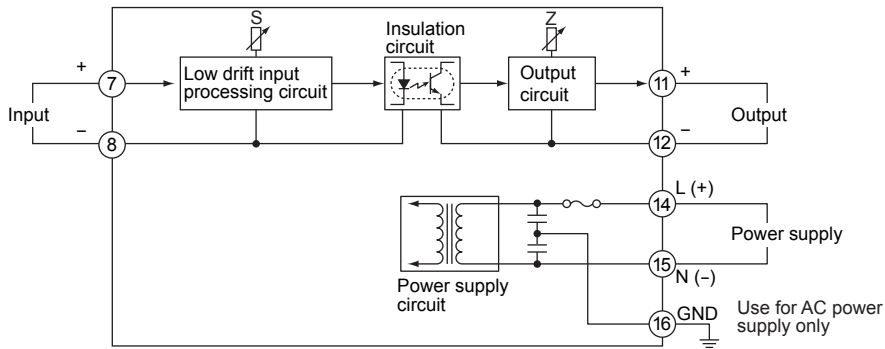 S
Z
Insulation
circuit
+
7
Low drift input
processing circuit
Output
circuit
11
+
Input
Output
−
8
12
−
14
L (+)
Power supply
15
N (−)
Power supply
circuit
16
GND
Use for AC power
supply only